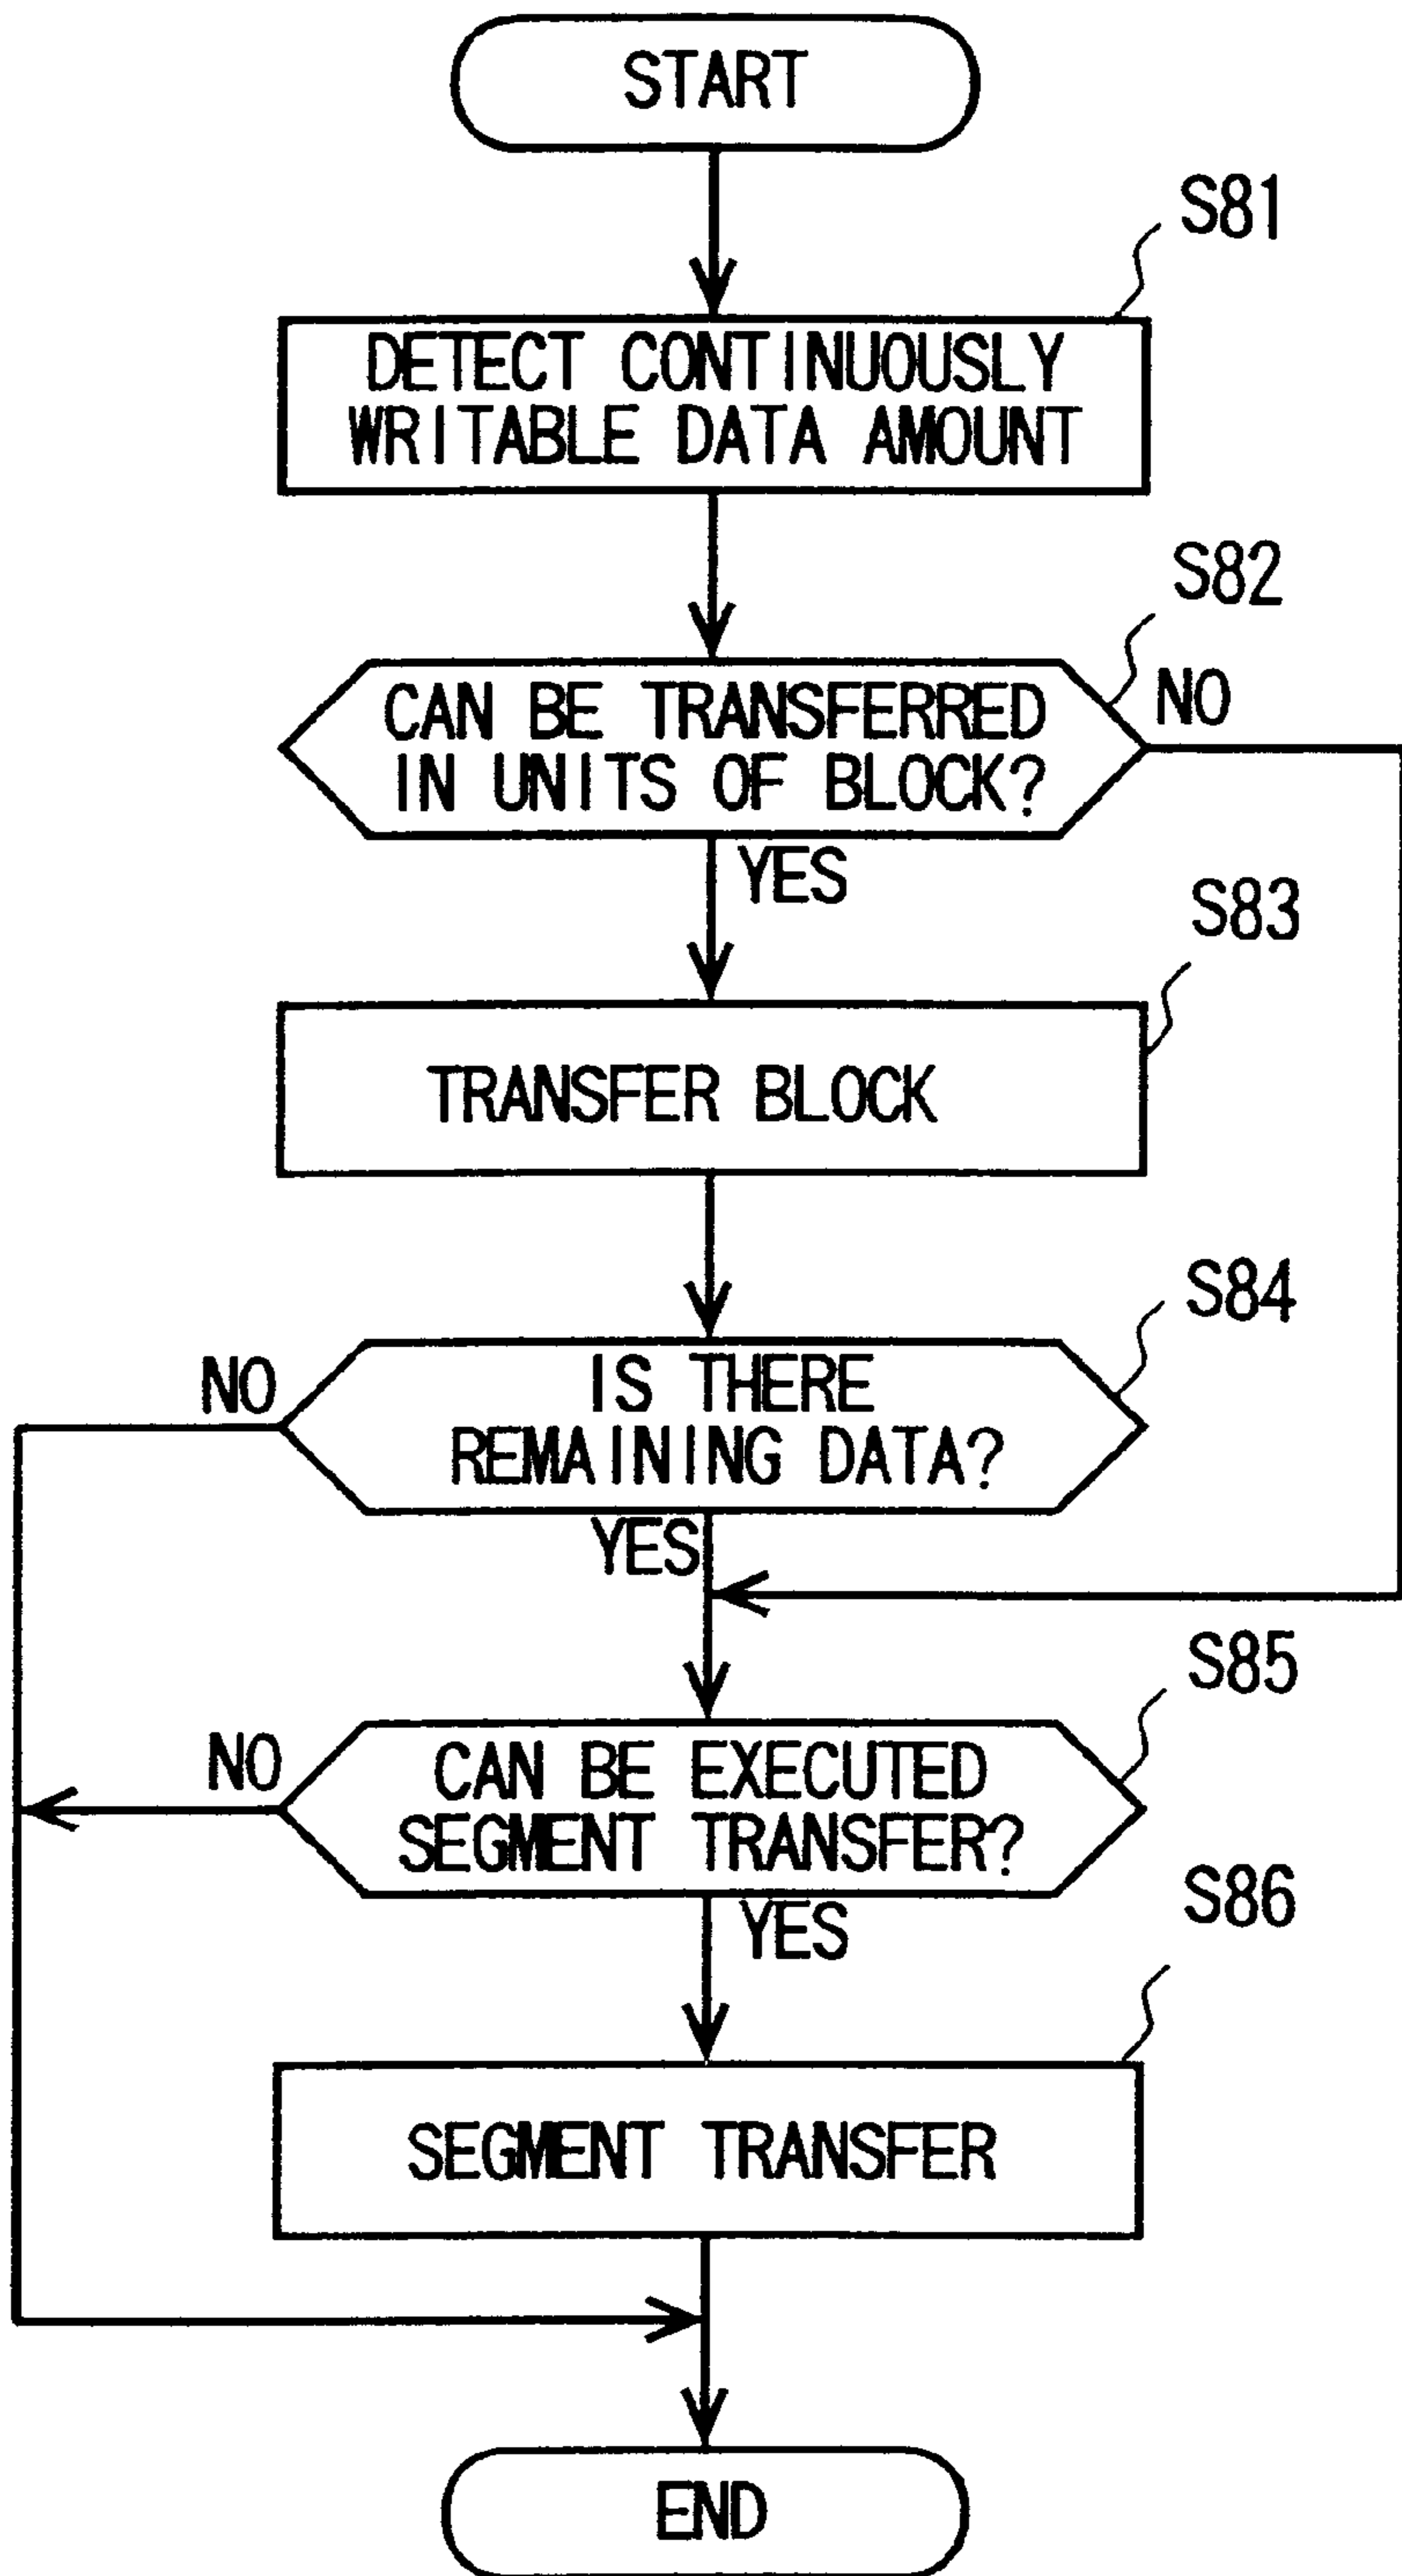 START
S81
DETECT CONTINUOUSLY
WRITABLE DATA AMOUNT
S82
CAN BE TRANSFERRED
IN UNITS OF BLOCK?
NO
YES
S83
TRANSFER BLOCK
S84
NO
IS THERE
REMAINING DATA?
YES
S85
NO
CAN BE EXECUTED
SEGMENT TRANSFER?
YES
S86
SEGMENT TRANSFER
END